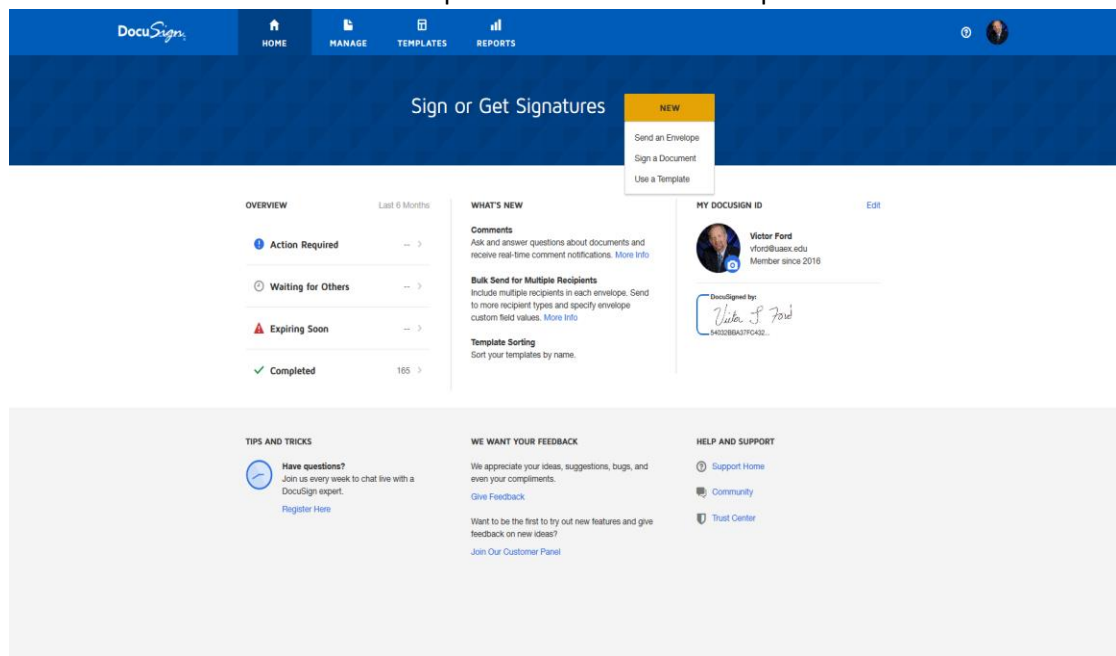 DocuSign
HOME
MANAGE
TEMPLATES
REPORTS
Sign or Get Signatures
NEW
Send an Envelope
Sign a Document
Use a Template
OVERVIEW
Last 6 Months
Action Required -- >
Waiting for Others -- >
Expiring Soon -- >
Completed 165 >
WHAT'S NEW
Comments
Ask and answer questions about documents and
receive real-time comment notifications. More Info
Bulk Send for Multiple Recipients
Include multiple recipients in each envelope. Send
to more recipient types and specify envelope
custom field values. More Info
Template Sorting
Sort your templates by name.
MY DOCUSIGN ID
Edit
Victor Ford
vford@uaex.edu
Member since 2016
DocuSigned by:
Victor L Ford
54032BBA37FC432...
TIPS AND TRICKS
Have questions?
Join us every week to chat live with a
DocuSign expert.
Register Here
WE WANT YOUR FEEDBACK
We appreciate your ideas, suggestions, bugs, and
even your compliments.
Give Feedback
Want to be the first to try out new features and give
feedback on new ideas?
Join Our Customer Panel
HELP AND SUPPORT
Support Home
Community
Trust Center